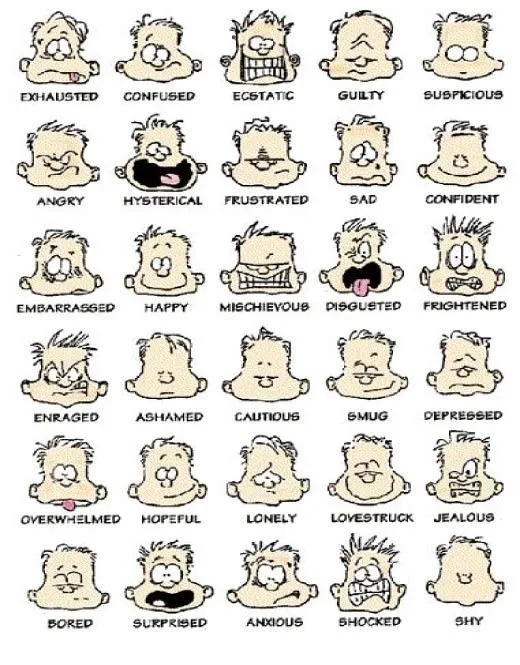 EXHAUSTED CONFUSED ECSTATIC GUILTY SUSPICIOUS
ANGRY HYSTERICAL FRUSTRATED SAD CONFIDENT
EMBARRASSED HAPPY MISCHIEVOUS DISGUSTED FRIGHTENED
ENRAGED ASHAMED CAUTIOUS SMUG DEPRESSED
OVERWHELMED HOPEFUL LONELY LOVESTRUCK JEALOUS
BORED SURPRISED ANXIOUS SHOCKED SHY